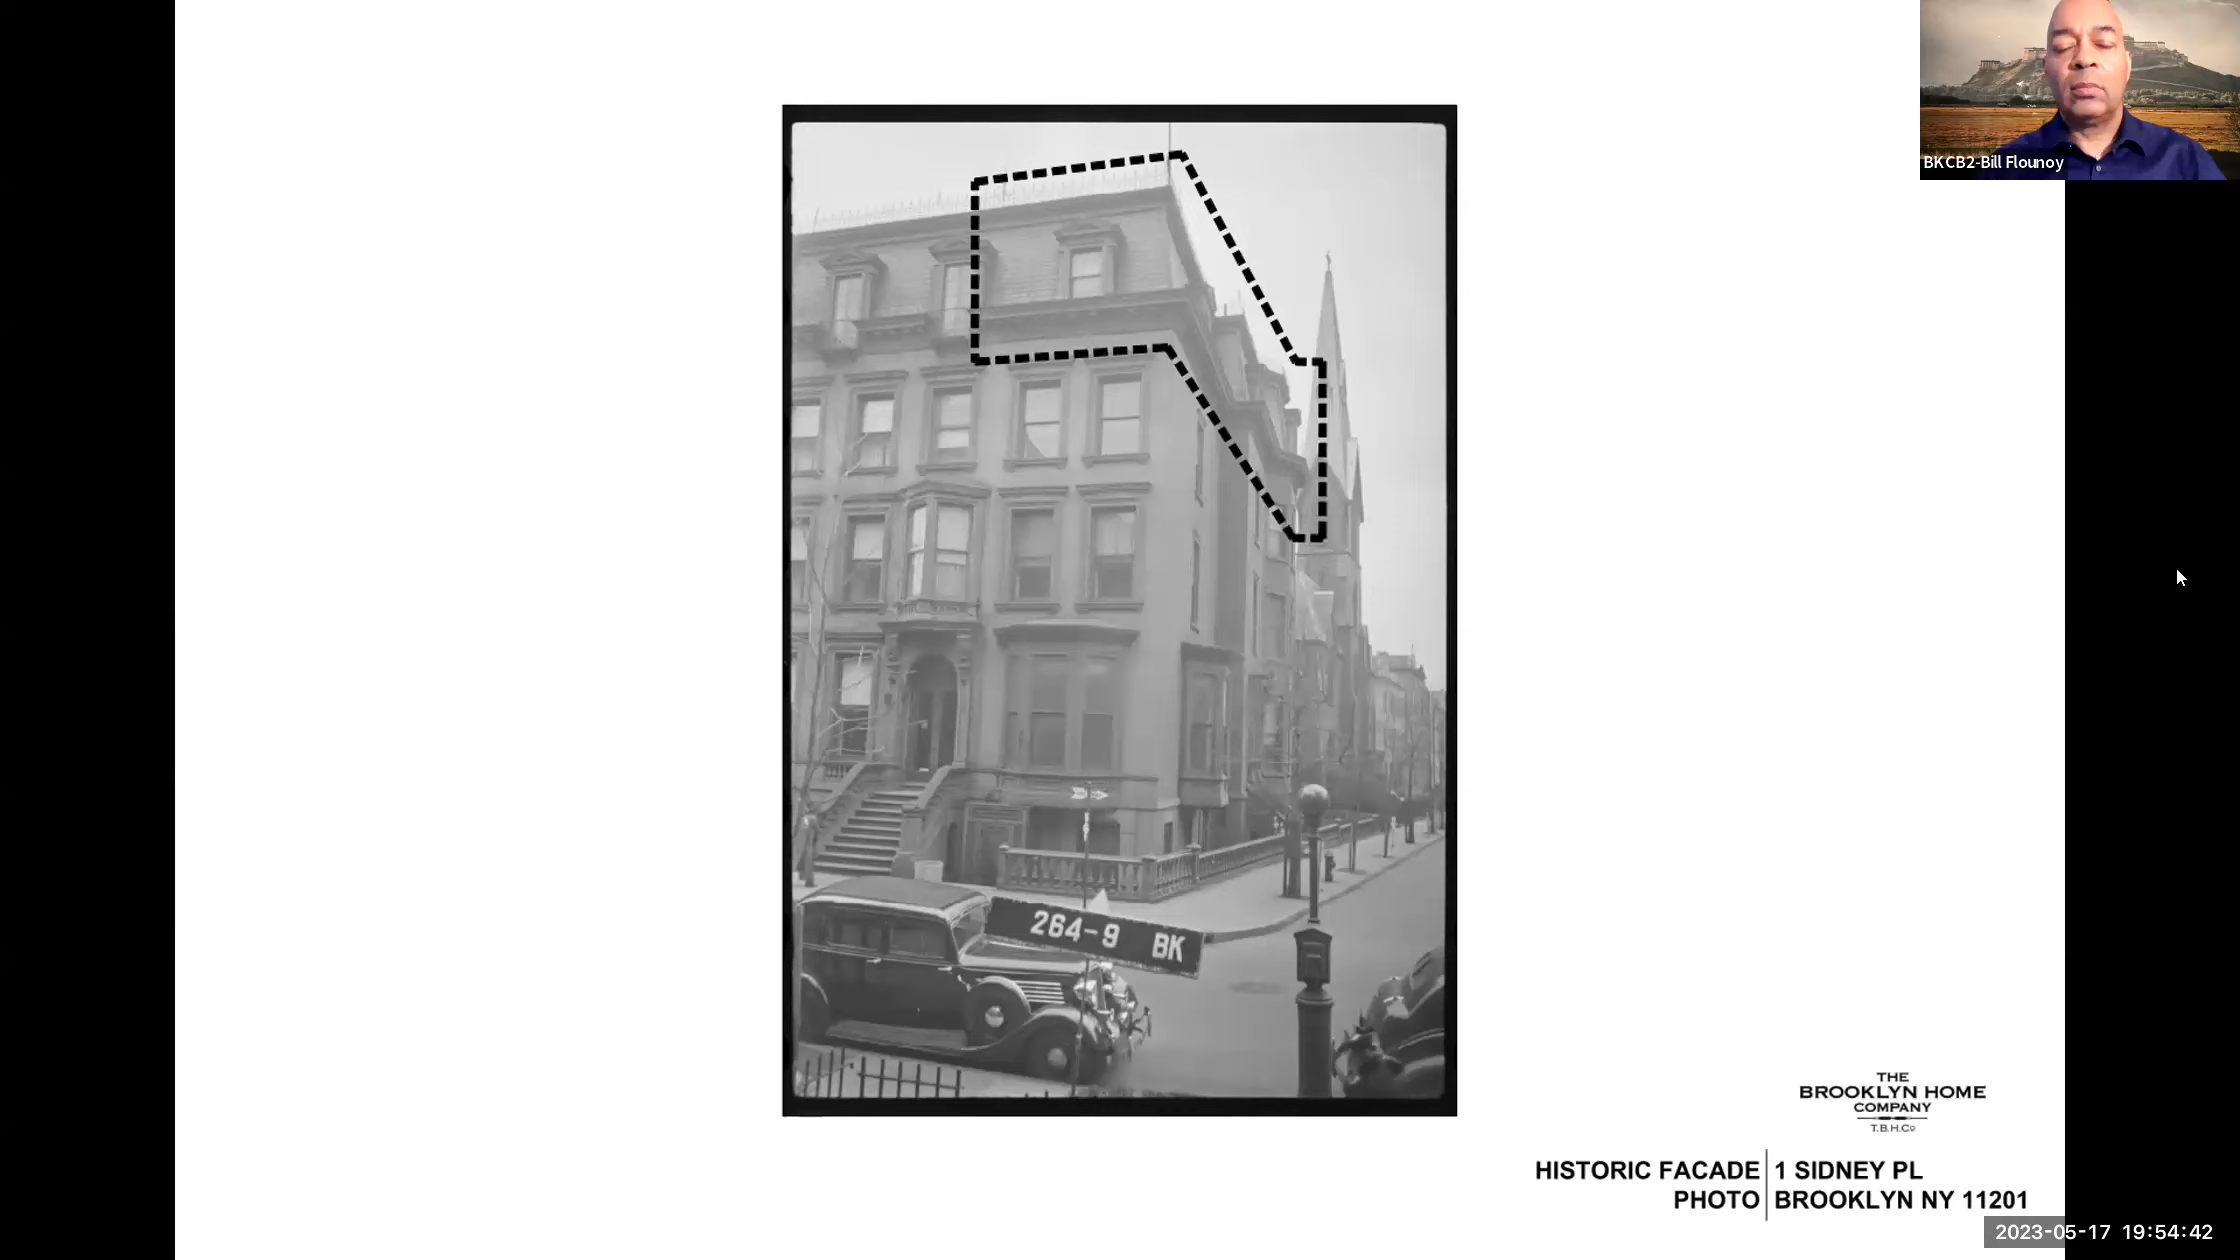 BKCB2-Bill Flounoy
264-9 BK
THE
BROOKLYN HOME
COMPANY
T.B.H.Co
HISTORIC FACADE
PHOTO
1 SIDNEY PL
BROOKLYN NY 11201
2023-05-17 19:54:42